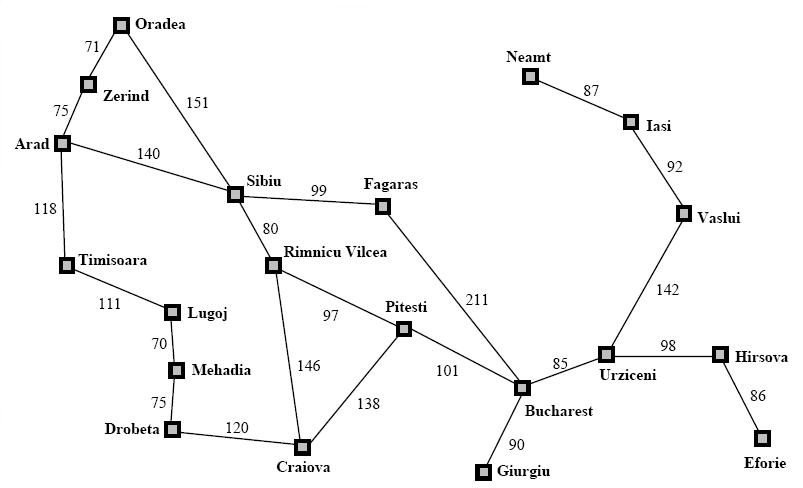 Oradea
71
Neamt
Zerind
87
151
75
Iasi
Arad
140
92
Sibiu
99
Fagaras
118
Vaslui
80
Timisoara
Rimnicu Vilcea
142
111
Lugoj
Pitesti
211
70
97
98
Hirsova
146
101
85
Mehadia
Urziceni
75
138
86
Bucharest
120
Drobeta
90
Craiova
Giurgiu
Eforie